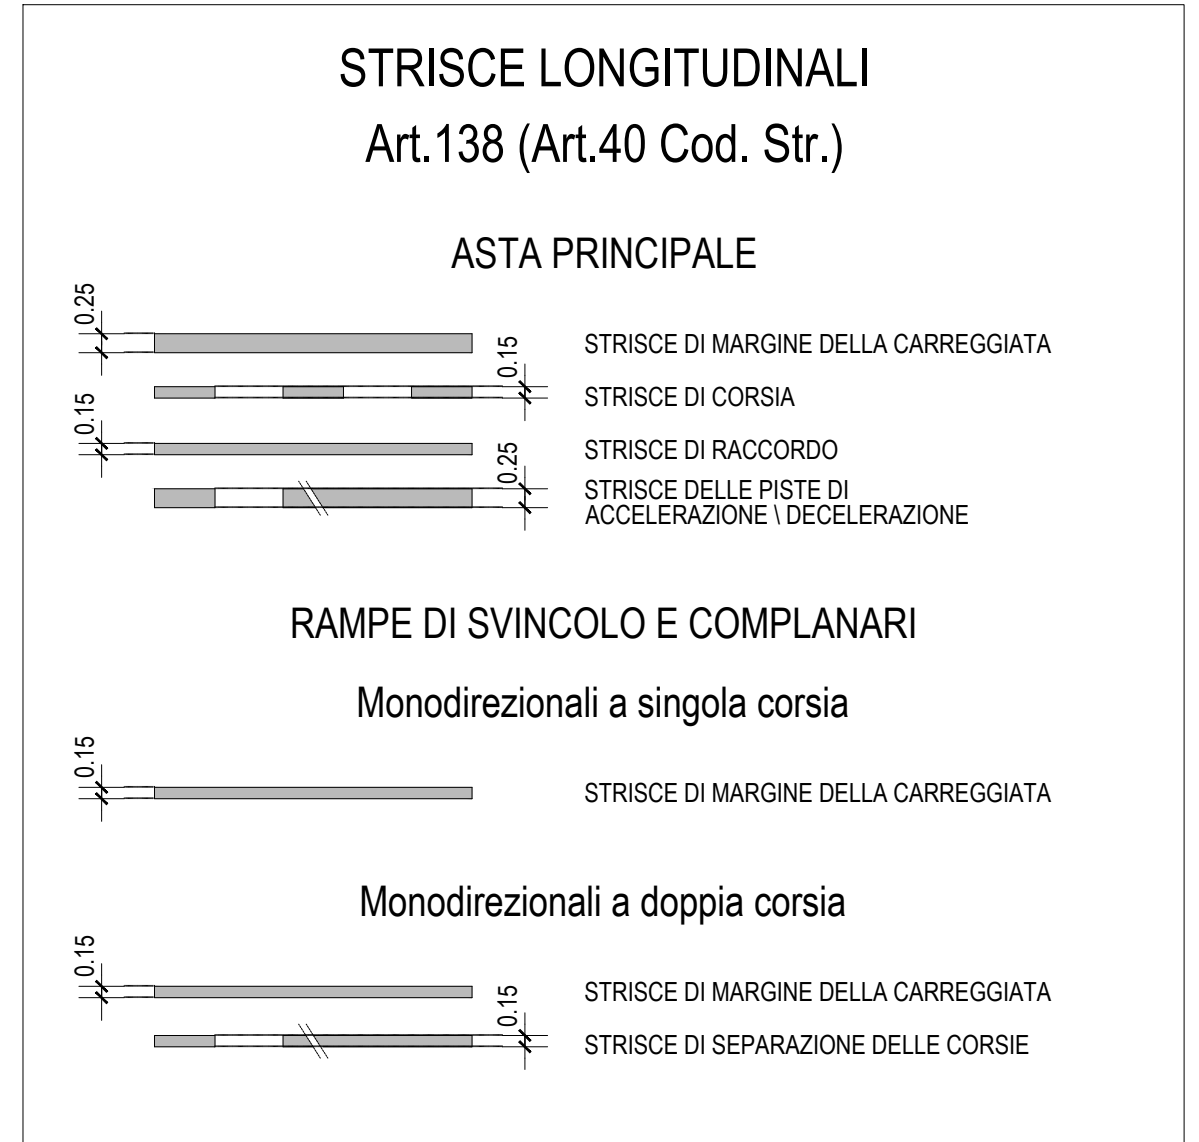 STRISCE LONGITUDINALI
Art.138 (Art.40 Cod. Str.)
ASTA PRINCIPALE
0.25
STRISCE DI MARGINE DELLA CARREGGIATA
0.15
STRISCE DI CORSIA
0.15
STRISCE DI RACCORDO
0.25
STRISCE DELLE PISTE DI
ACCELERAZIONE \ DECELERAZIONE
RAMPE DI SVINCOLO E COMPLANARI
Monodirezionali a singola corsia
0.15
STRISCE DI MARGINE DELLA CARREGGIATA
Monodirezionali a doppia corsia
0.15
STRISCE DI MARGINE DELLA CARREGGIATA
0.15
STRISCE DI SEPARAZIONE DELLE CORSIE